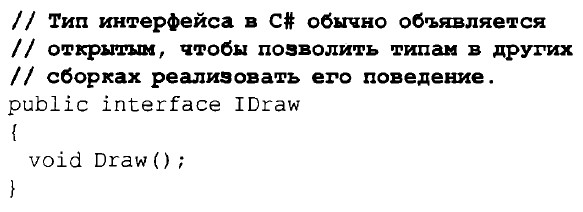 // Тип интерфейса в C# обычно объявляется
// открытым, чтобы позволить типам в других
// сборках реализовать его поведение.
public interface IDraw
{
  void Draw();
}